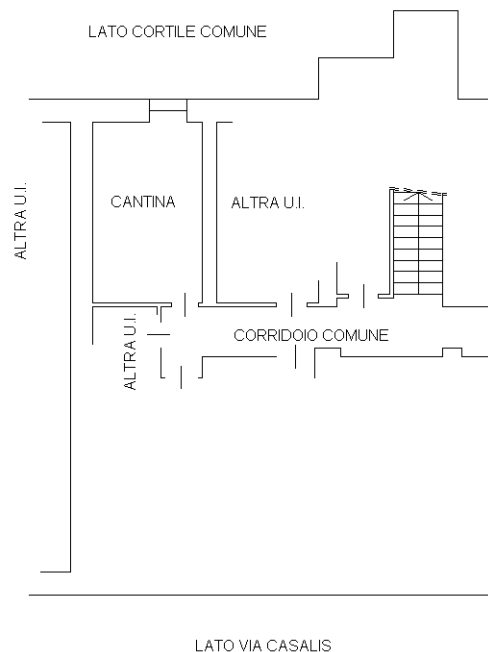 LATO CORTILE COMUNE
ALTRA U.I.
CANTINA
ALTRA U.I.
ALTRA U.I.
CORRIDOIO COMUNE
LATO VIA CASALIS